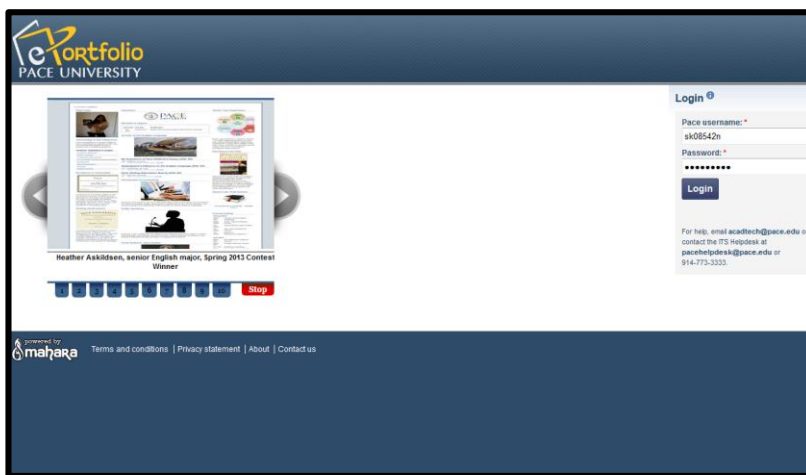 ePortfolio
PACE UNIVERSITY
PACE
Heather Askildsen, senior English major, Spring 2013 Contest
Winner
1 2 3 4 5 6 7 8 9 10 Stop
Login
Pace username: *
sk08542n
Password: *
•••••••••
Login
For help, email acadtech@pace.edu or
contact the ITS Helpdesk at
pacehelpdesk@pace.edu or
914-773-3333.
powered by
mahara
Terms and conditions | Privacy statement | About | Contact us